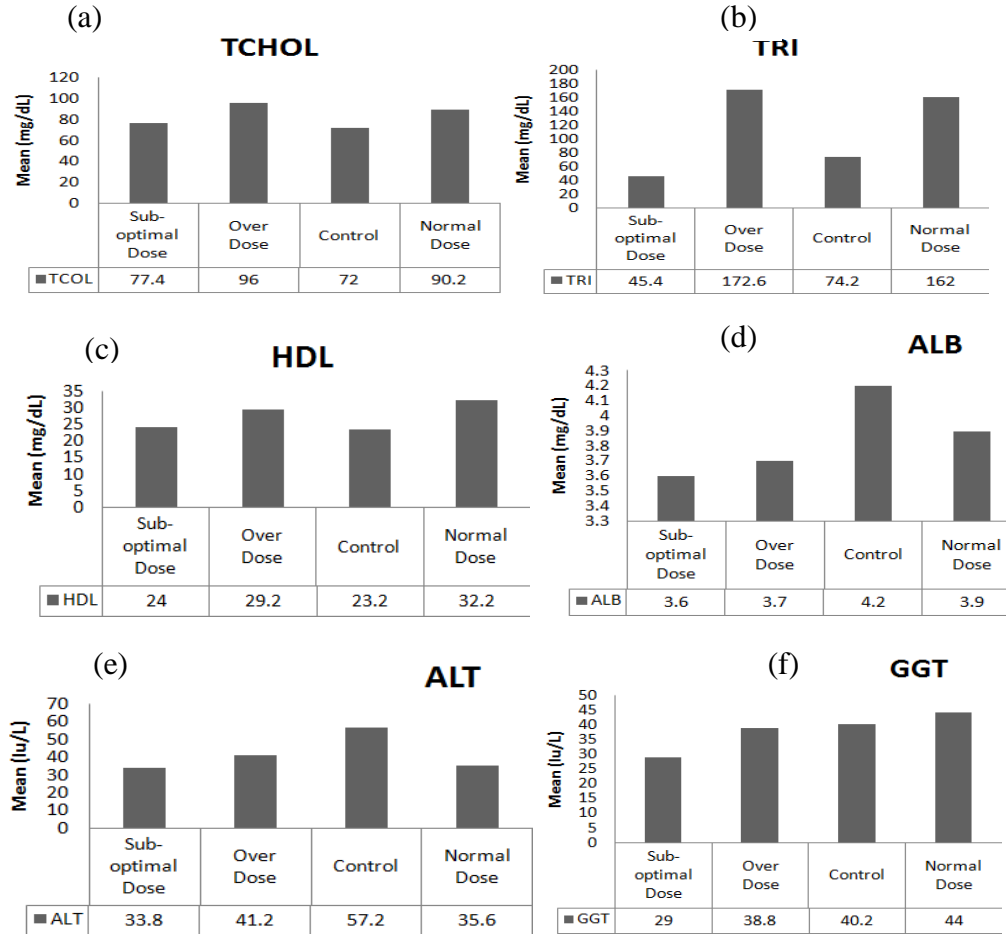 (a)
TCHOL
Mean (mg/dL)
120
100
80
60
40
20
0
Sub-optimal Dose Over Dose Control Normal Dose
TCOL 77.4 96 72 90.2
(b)
TRI
Mean (mg/dL)
200
180
160
140
120
100
80
60
40
20
0
Sub-optimal Dose Over Dose Control Normal Dose
TRI 45.4 172.6 74.2 162
(c)
HDL
Mean (mg/dL)
35
30
25
20
15
10
5
0
Sub-optimal Dose Over Dose Control Normal Dose
HDL 24 29.2 23.2 32.2
(d)
ALB
Mean (mg/dL)
4.3
4.2
4.1
4
3.9
3.8
3.7
3.6
3.5
3.4
3.3
Sub-optimal Dose Over Dose Control Normal Dose
ALB 3.6 3.7 4.2 3.9
(e)
ALT
Mean (Iu/L)
70
60
50
40
30
20
10
0
Sub-optimal Dose Over Dose Control Normal Dose
ALT 33.8 41.2 57.2 35.6
(f)
GGT
Mean (Iu/L)
50
45
40
35
30
25
20
15
10
5
0
Sub-optimal Dose Over Dose Control Normal Dose
GGT 29 38.8 40.2 44